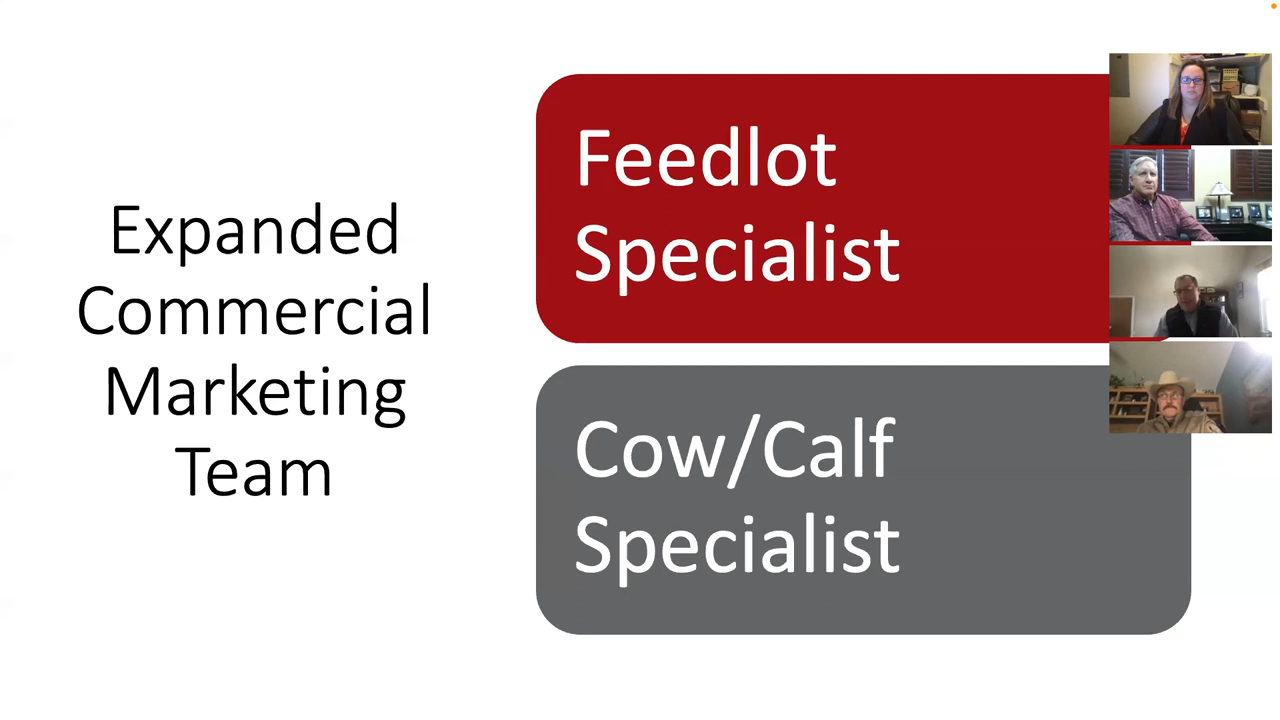 Expanded
Commercial
Marketing
Team
Feedlot
Specialist
Cow/Calf
Specialist